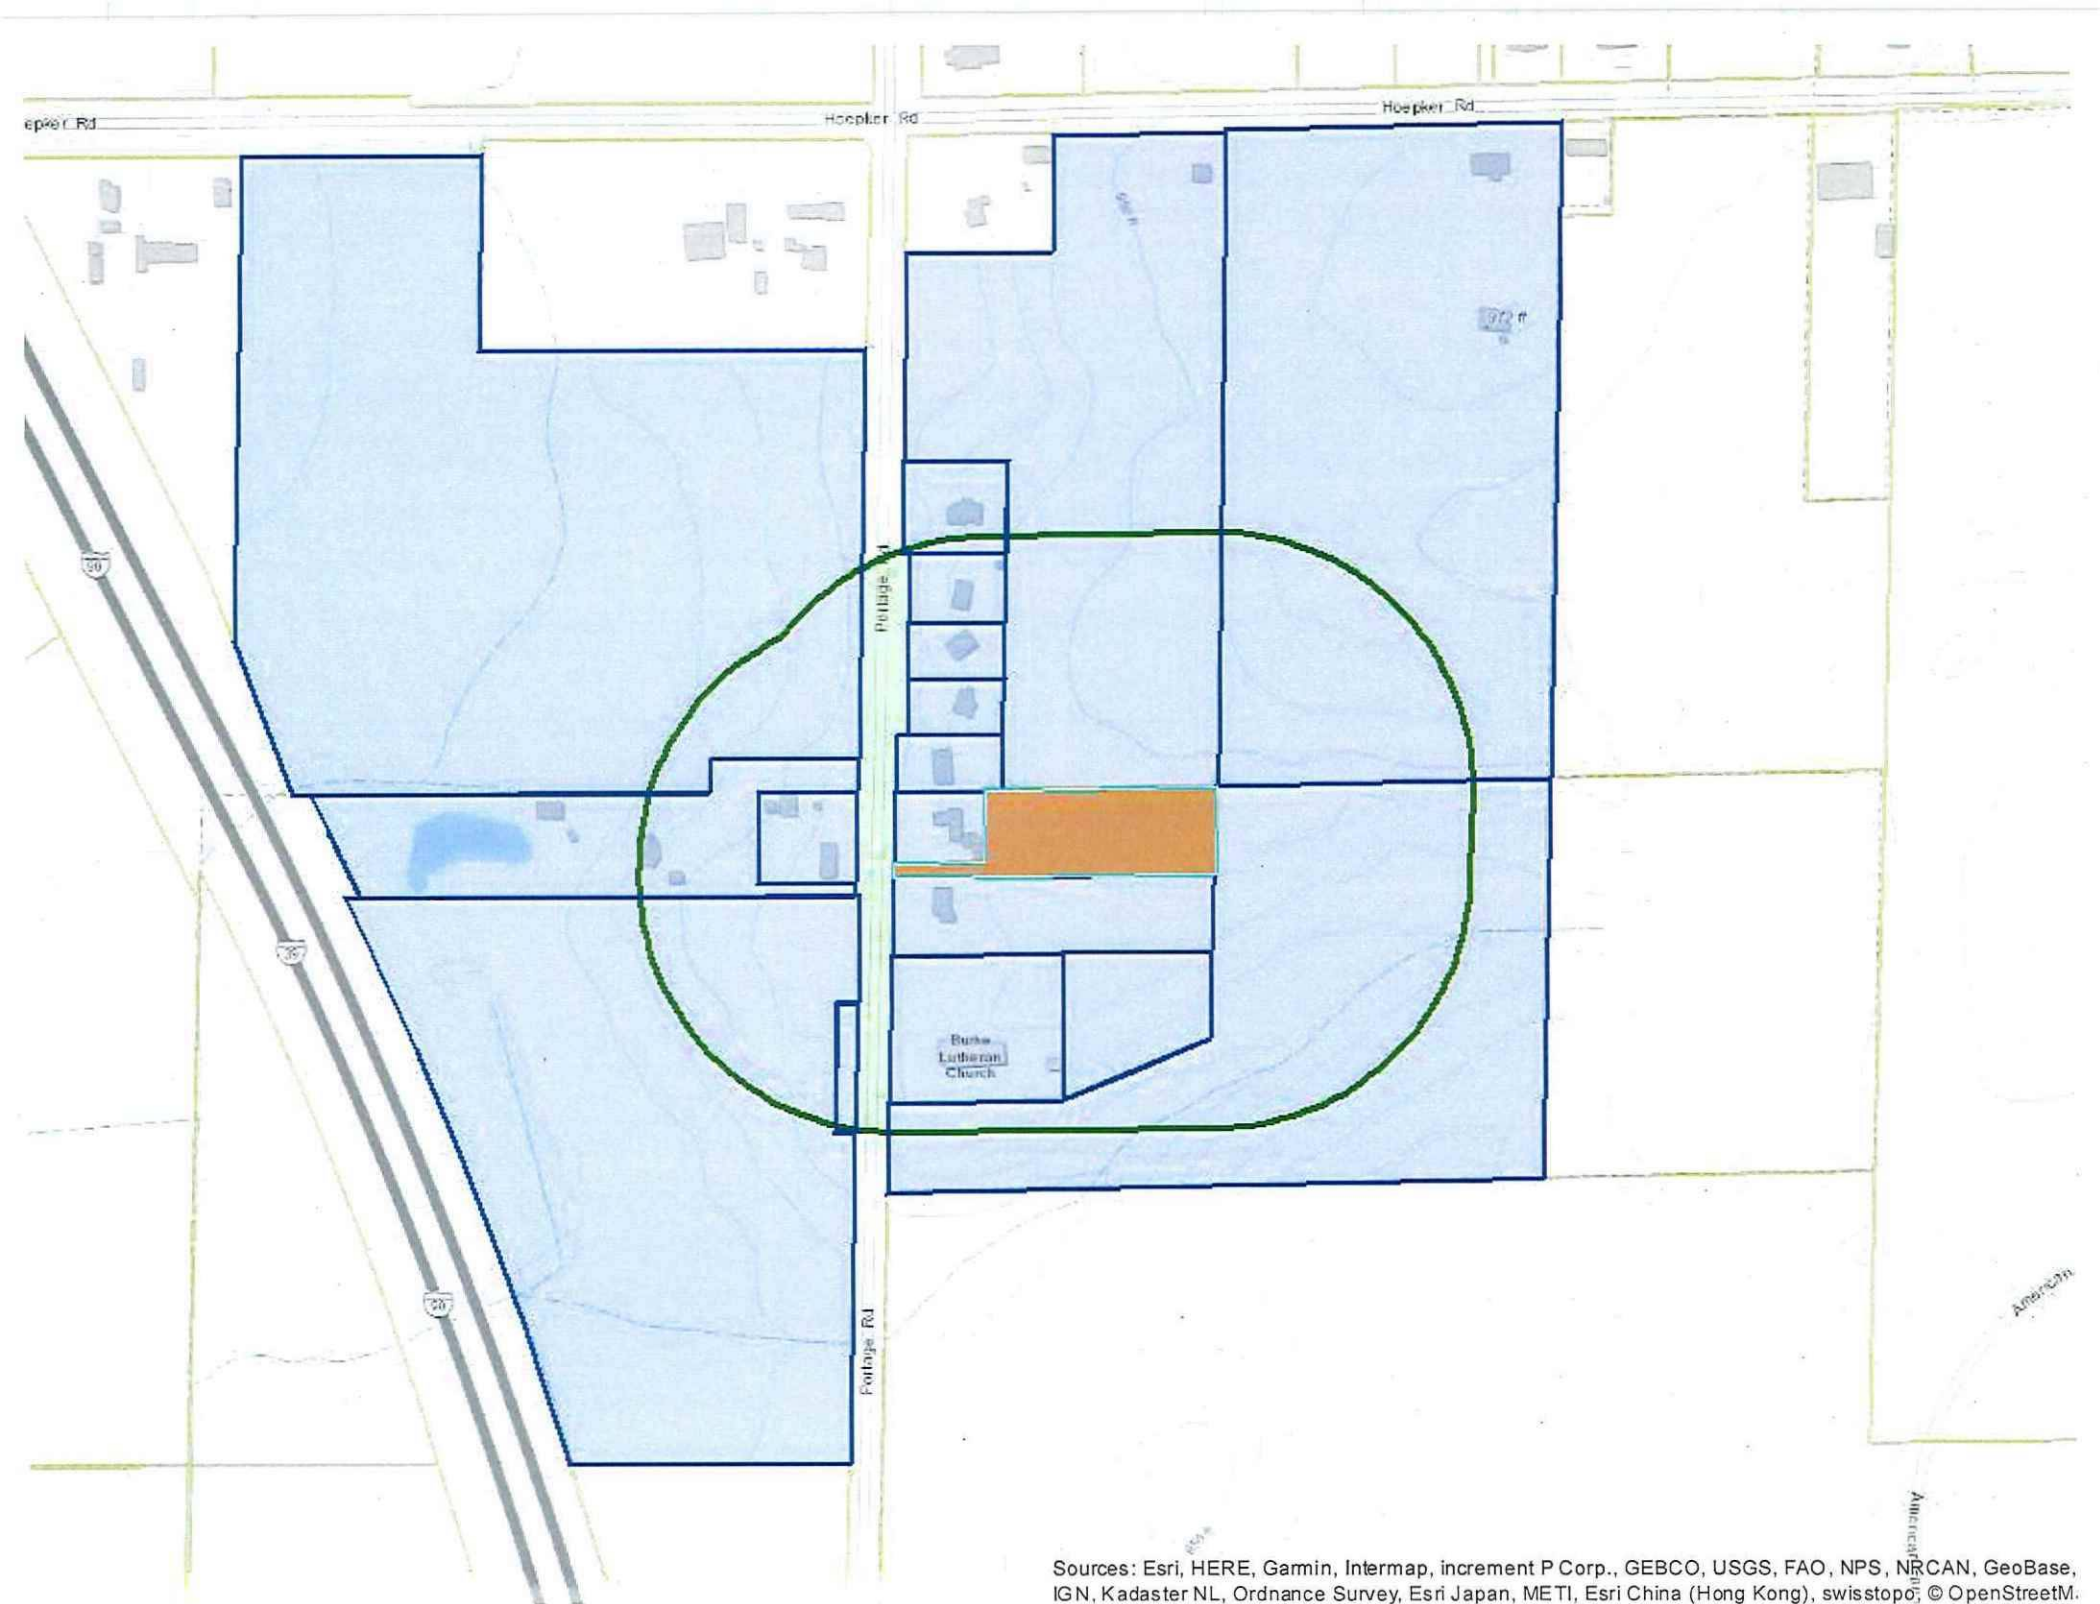 epker Rd
Hoepker Rd
Hoepker Rd
972 ft
90
Portage Rd
39
Burke
Lutheran
Church
90
Portage Rd
American
American
Sources: Esri, HERE, Garmin, Intermap, increment P Corp., GEBCO, USGS, FAO, NPS, NRCAN, GeoBase,
IGN, Kadaster NL, Ordnance Survey, Esri Japan, METI, Esri China (Hong Kong), swisstopo, © OpenStreetM